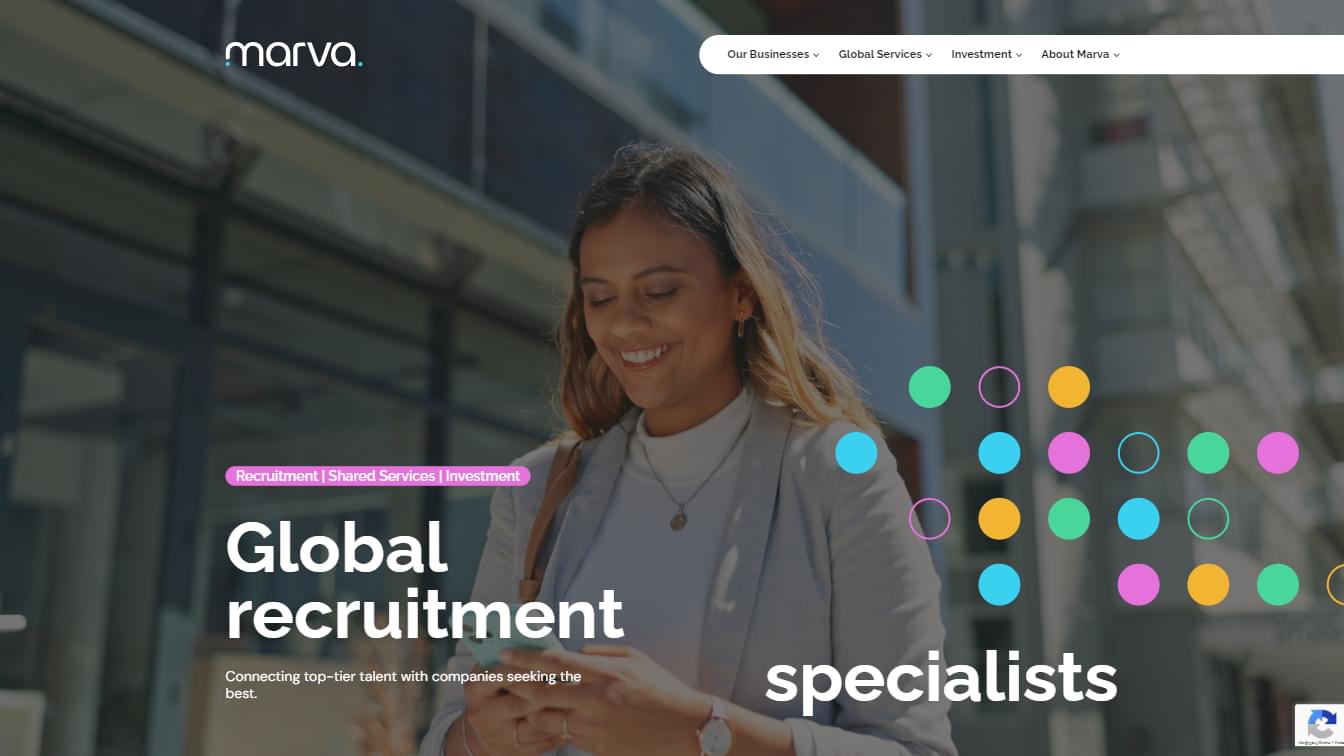 marva.
Our Businesses
Global Services
Investment
About Marva
Recruitment | Shared Services | Investment
Global
recruitment
specialists
Connecting top-tier talent with companies seeking the
best.